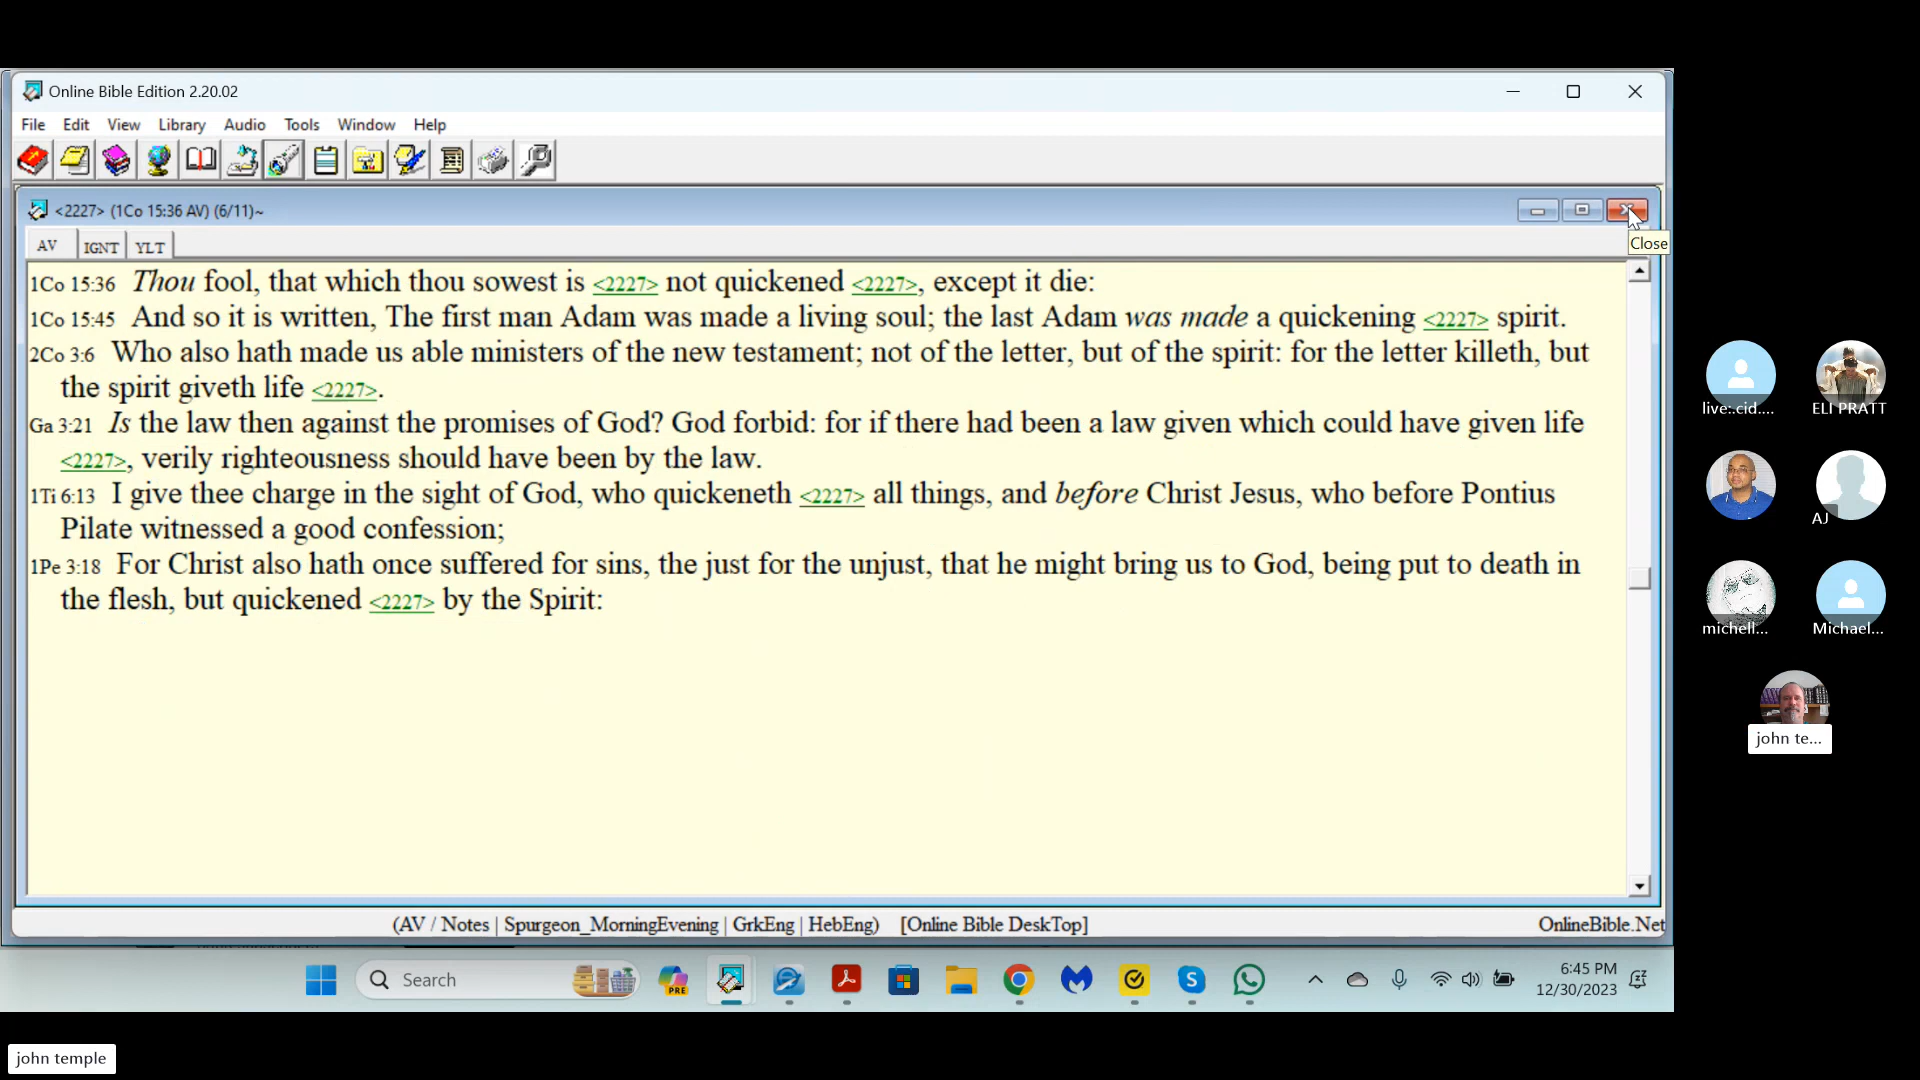 Online Bible Edition 2.20.02
File Edit View Library Audio Tools Window Help
<2227> (1Co 15:36 AV) (6/11)~
Close
AV IGNT YLT
1Co 15:36 Thou fool, that which thou sowest is <2227> not quickened <2227>, except it die:
1Co 15:45 And so it is written, The first man Adam was made a living soul; the last Adam was made a quickening <2227> spirit.
2Co 3:6 Who also hath made us able ministers of the new testament; not of the letter, but of the spirit: for the letter killeth, but
the spirit giveth life <2227>.
Ga 3:21 Is the law then against the promises of God? God forbid: for if there had been a law given which could have given life
<2227>, verily righteousness should have been by the law.
1Ti 6:13 I give thee charge in the sight of God, who quickeneth <2227> all things, and before Christ Jesus, who before Pontius
Pilate witnessed a good confession;
1Pe 3:18 For Christ also hath once suffered for sins, the just for the unjust, that he might bring us to God, being put to death in
the flesh, but quickened <2227> by the Spirit:
(AV / Notes | Spurgeon_MorningEvening | GrkEng | HebEng) [Online Bible DeskTop] OnlineBible.Net
Search
PRE
6:45 PM
12/30/2023
live:.cid.... ELI PRATT
AJ
michell... Michael...
john te...
john temple